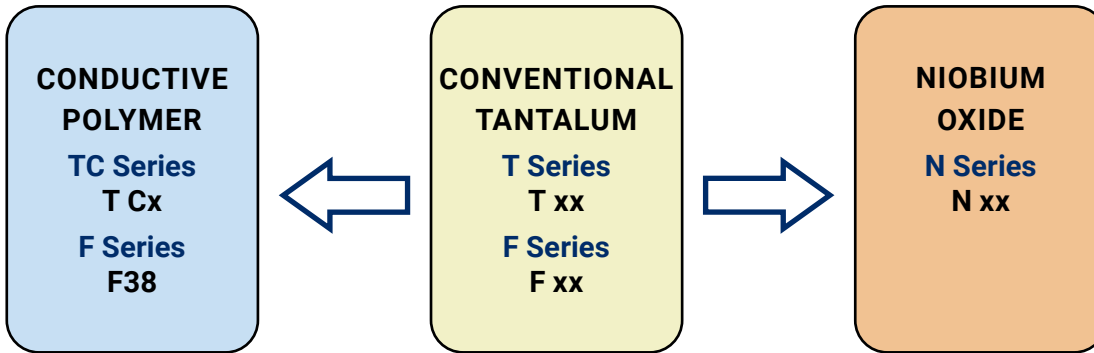 CONDUCTIVE
POLYMER
TC Series
T Cx
F Series
F38
CONVENTIONAL
TANTALUM
T Series
T xx
F Series
F xx
NIOBIUM
OXIDE
N Series
N xx